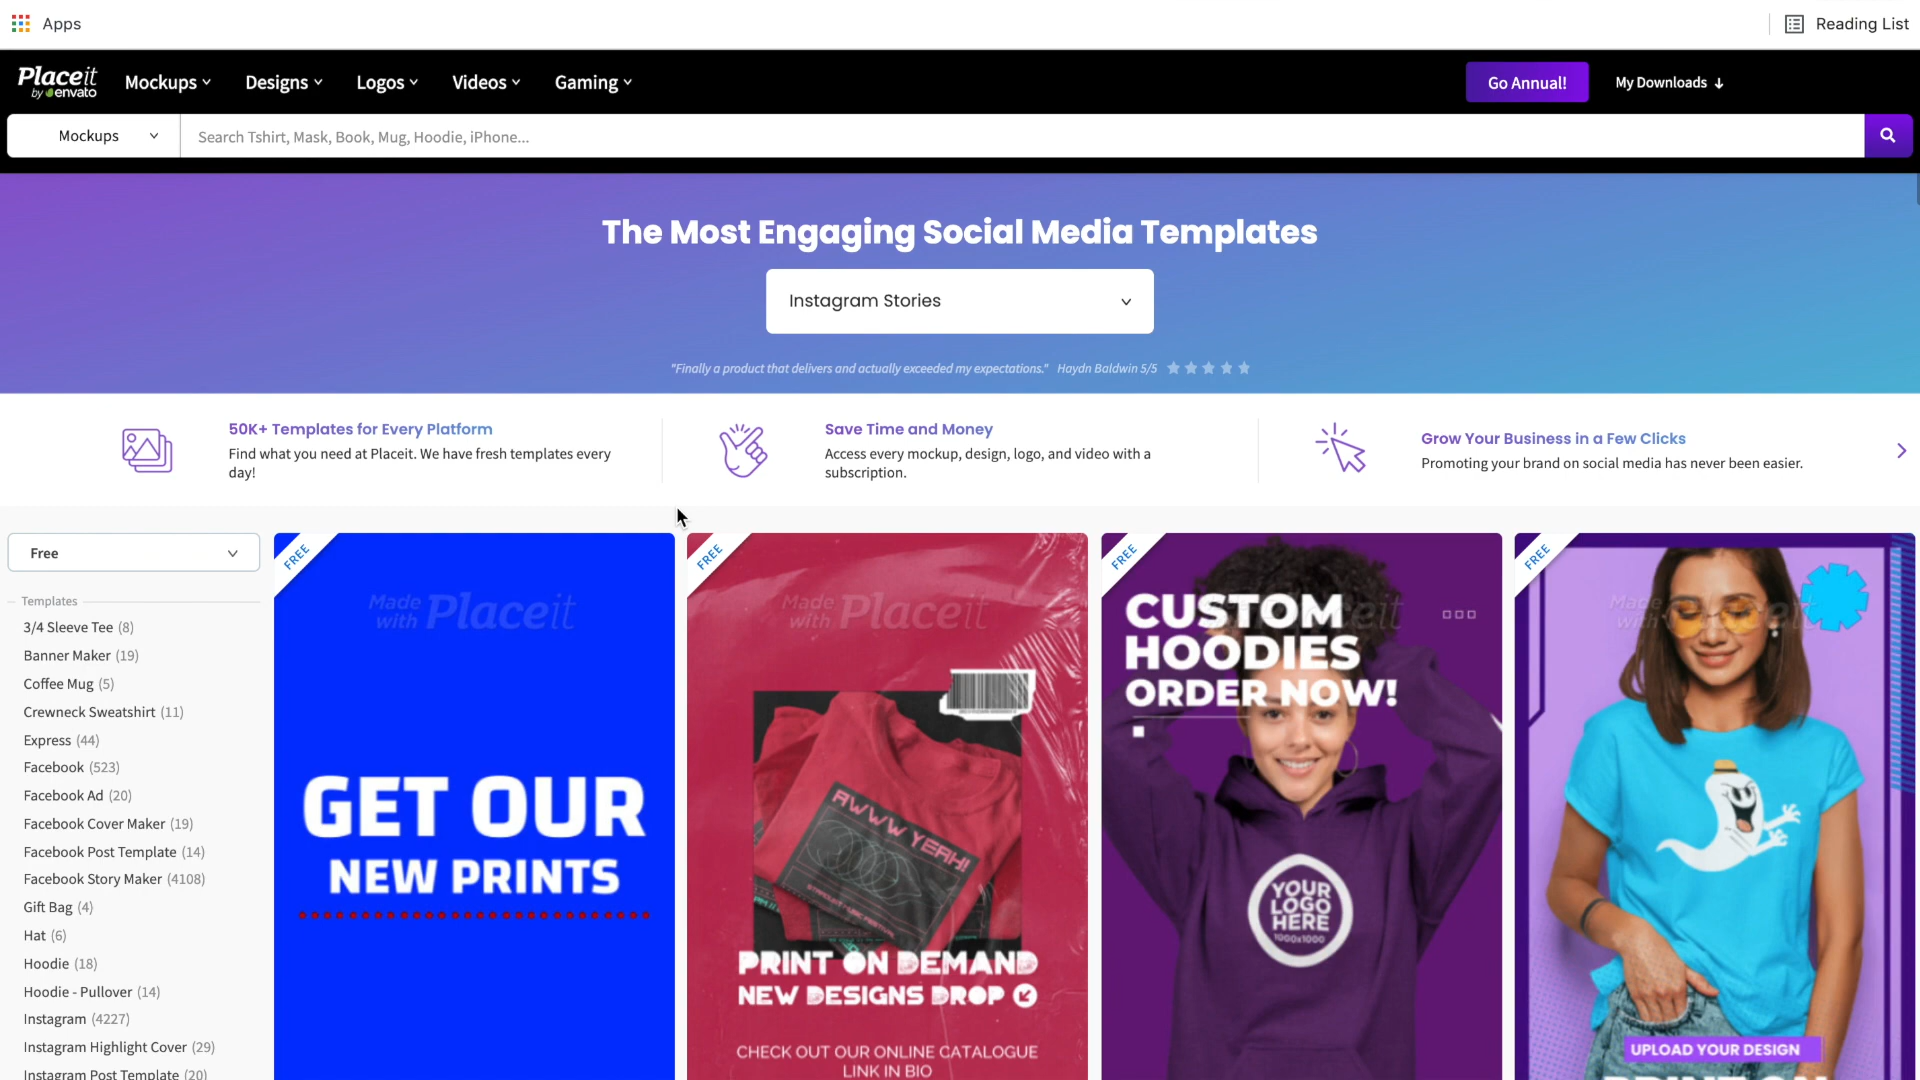 Apps
Reading List
Placeit
by envato
Mockups
Designs
Logos
Videos
Gaming
Go Annual!
My Downloads
Mockups
Search Tshirt, Mask, Book, Mug, Hoodie, iPhone...
The Most Engaging Social Media Templates
Instagram Stories
"Finally a product that delivers and actually exceeded my expectations." Haydn Baldwin 5/5
50K+ Templates for Every Platform
Find what you need at Placeit. We have fresh templates every
day!
Save Time and Money
Access every mockup, design, logo, and video with a
subscription.
Grow Your Business in a Few Clicks
Promoting your brand on social media has never been easier.
Free
Templates
3/4 Sleeve Tee (8)
Banner Maker (19)
Coffee Mug (5)
Crewneck Sweatshirt (11)
Express (44)
Facebook (523)
Facebook Ad (20)
Facebook Cover Maker (19)
Facebook Post Template (14)
Facebook Story Maker (4108)
Gift Bag (4)
Hat (6)
Hoodie (18)
Hoodie - Pullover (14)
Instagram (4227)
Instagram Highlight Cover (29)
Instagram Post Template (20)
FREE
Made
with Placeit
GET OUR
NEW PRINTS
FREE
Made
with Placeit
AWWW YEAH!
PRINT ON DEMAND
NEW DESIGNS DROP
CHECK OUT OUR ONLINE CATALOGUE
LINK IN BIO
FREE
CUSTOM
HOODIES
ORDER NOW!
YOUR
LOGO
HERE
1000x1000
FREE
Made
with Placeit
UPLOAD YOUR DESIGN